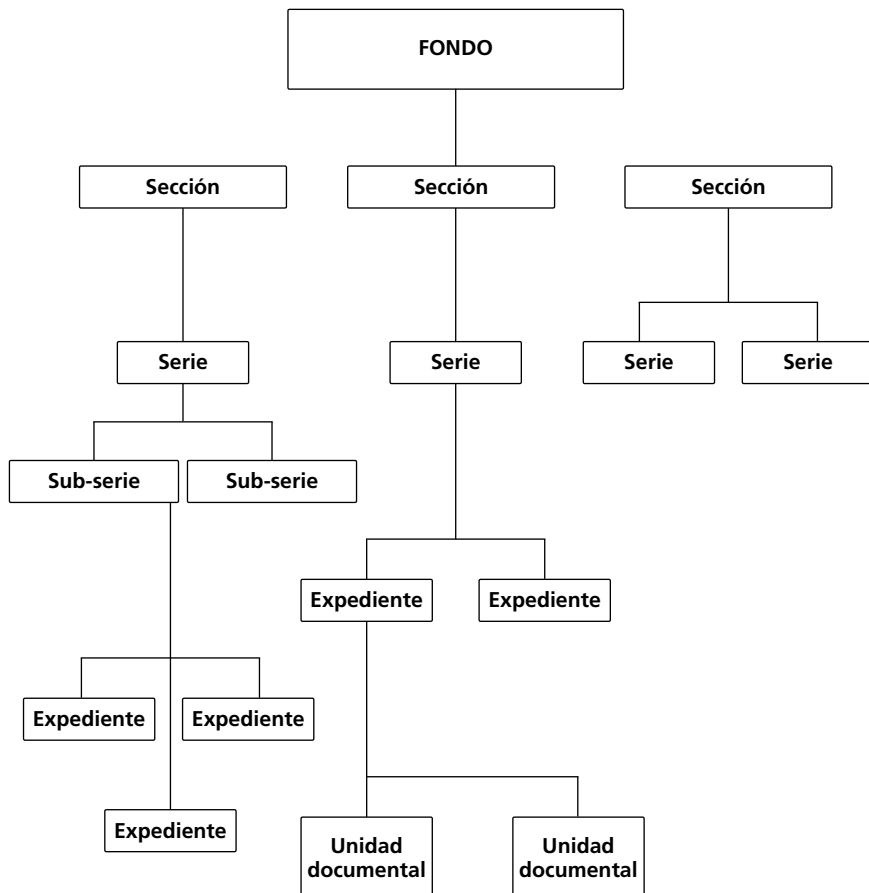 FONDO
Sección
Sección
Sección
Serie
Serie
Serie
Serie
Sub-serie
Sub-serie
Expediente
Expediente
Expediente
Expediente
Expediente
Unidad
documental
Unidad
documental